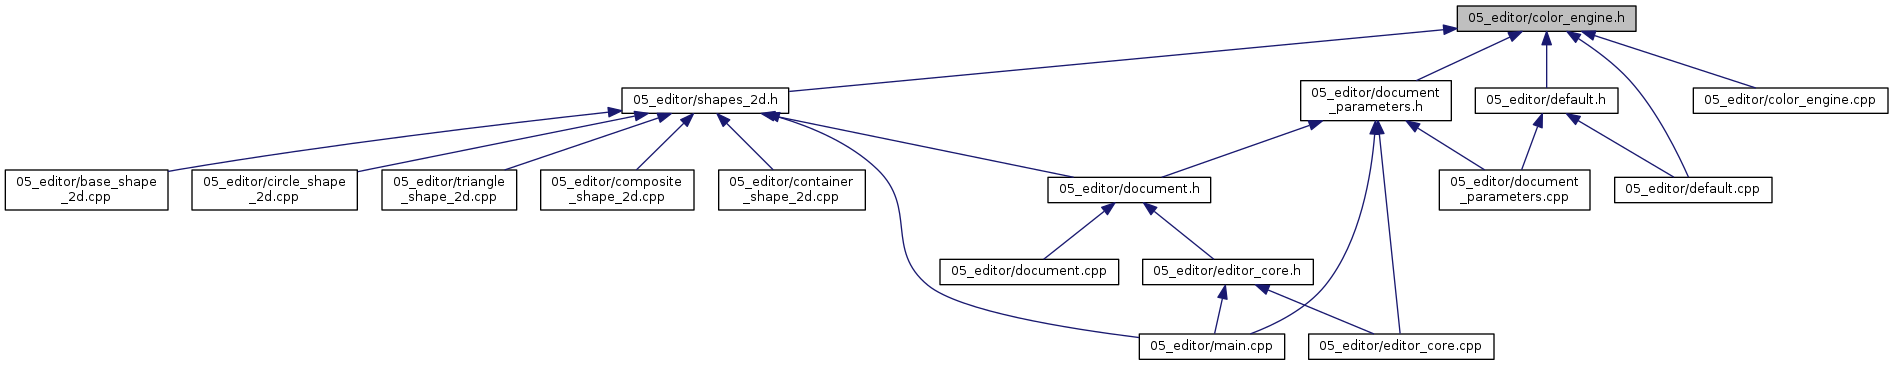 05_editor/color_engine.h
05_editor/shapes_2d.h
05_editor/document
_parameters.h
05_editor/default.h
05_editor/color_engine.cpp
05_editor/base_shape
_2d.cpp
05_editor/circle_shape
_2d.cpp
05_editor/triangle
_shape_2d.cpp
05_editor/composite
_shape_2d.cpp
05_editor/container
_shape_2d.cpp
05_editor/document.h
05_editor/document
_parameters.cpp
05_editor/default.cpp
05_editor/document.cpp
05_editor/editor_core.h
05_editor/main.cpp
05_editor/editor_core.cpp